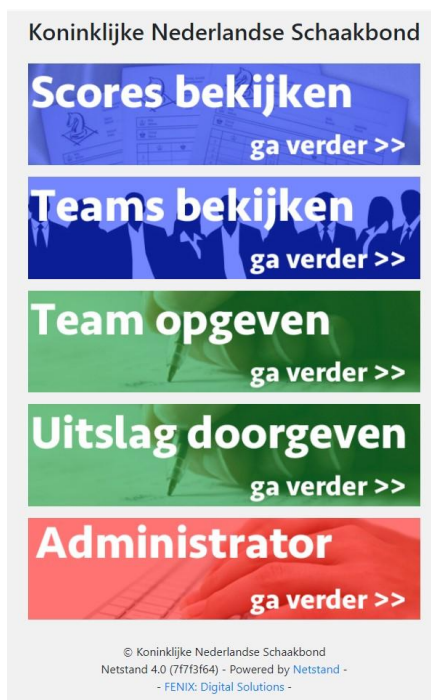 Koninklijke Nederlandse Schaakbond
Scores bekijken
ga verder >>
Teams bekijken
ga verder >>
Team opgeven
ga verder >>
Uitslag doorgeven
ga verder >>
Administrator
ga verder >>
© Koninklijke Nederlandse Schaakbond
Netstand 4.0 (7f7f3f64) - Powered by Netstand -
- FENIX: Digital Solutions -